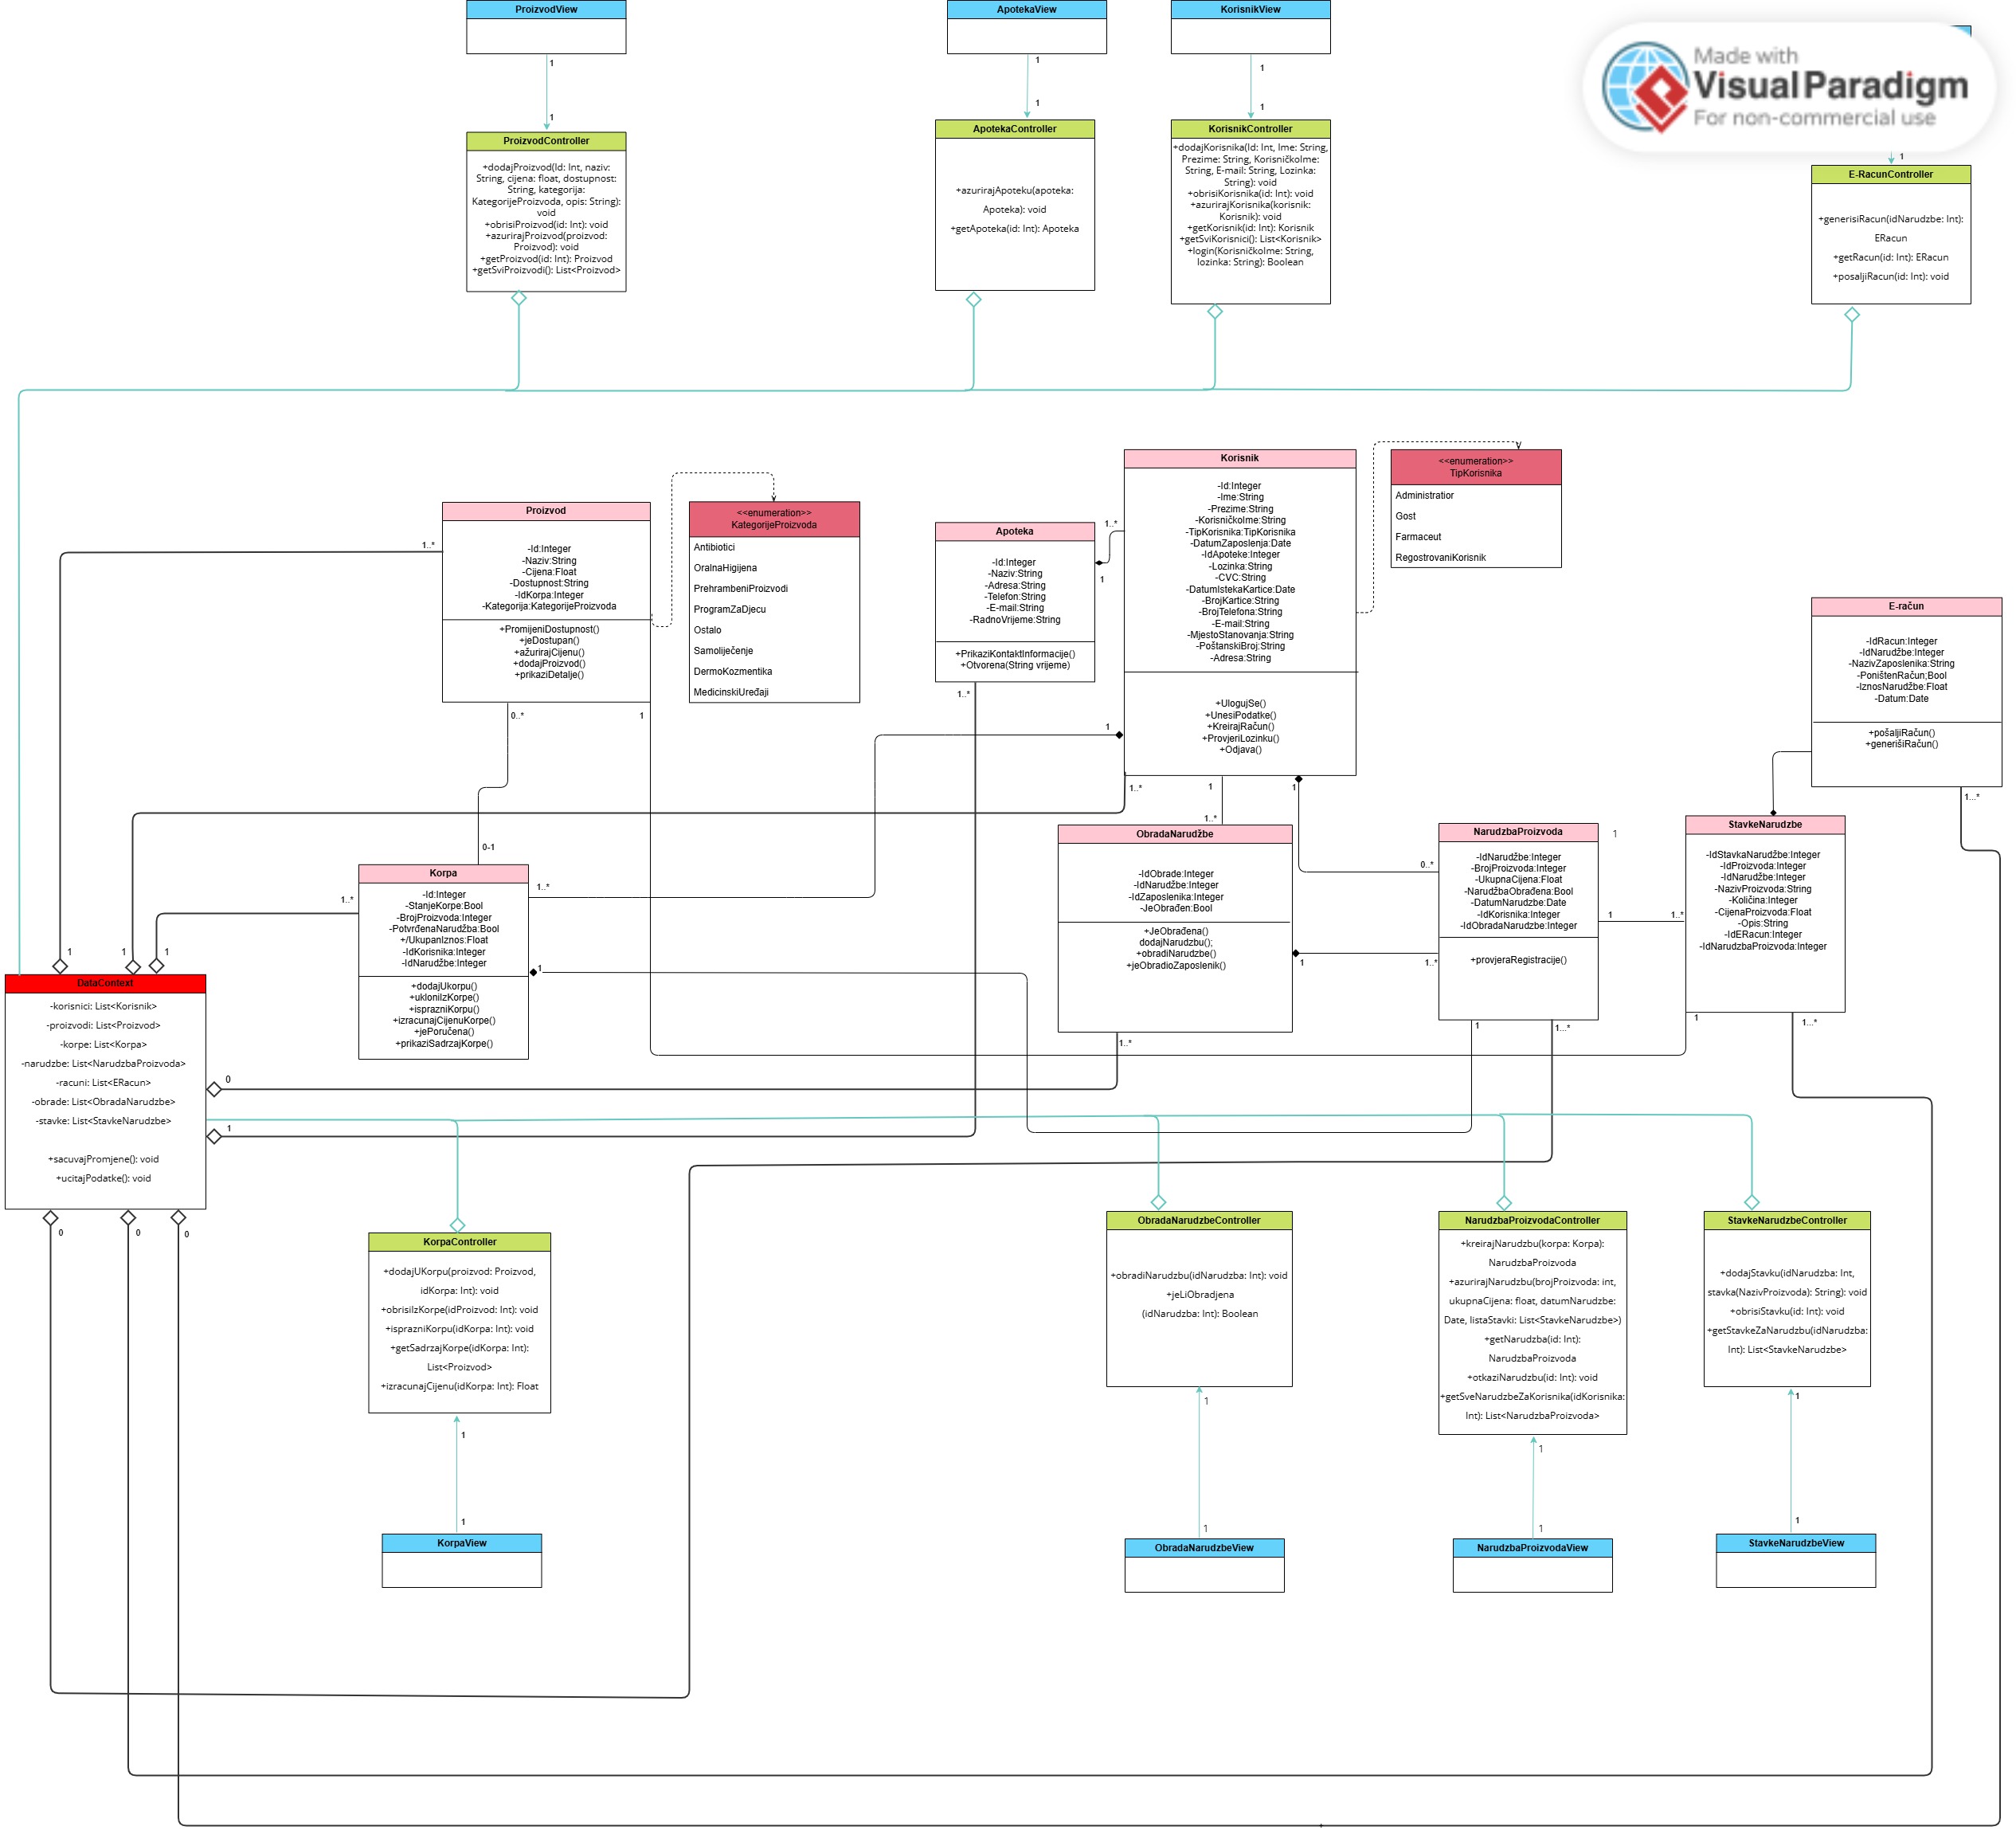 ProizvodView
ApotekaView
KorisnikView
Made with
Visual Paradigm
For non-commercial use
1
1
1
1
1
1
1
ProizvodController
+dodajProizvod(Id: Int, naziv:
String, cijena: float, dostupnost:
String, kategorija:
KategorijeProizvoda, opis: String):
void
+obrisiProizvod(id: Int): void
+azurirajProizvod(proizvod:
Proizvod): void
+getProizvod(id: Int): Proizvod
+getSviProizvodi(): List<Proizvod>
ApotekaController
+azurirajApoteku(apoteka:
Apoteka): void
+getApoteka(id: Int): Apoteka
KorisnikController
+dodajKorisnika(Id: Int, Ime: String,
Prezime: String, KorisničkoIme:
String, E-mail: String, Lozinka:
String): void
+obrisiKorisnika(id: Int): void
+azurirajKorisnika(korisnik:
Korisnik): void
+getKorisnik(id: Int): Korisnik
+getSviKorisnici(): List<Korisnik>
+login(KorisničkoIme: String,
lozinka: String): Boolean
E-RacunController
+generisiRacun(idNarudzbe: Int):
ERacun
+getRacun(id: Int): ERacun
+posaljiRacun(id: Int): void
Proizvod
-Id:Integer
-Naziv:String
-Cijena:Float
-Dostupnost:String
-IdKorpa:Integer
-Kategorija:KategorijeProizvoda
+PromijeniDostupnost()
+jeDostupan()
+ažurirajCijenu()
+dodajProizvod()
+prikaziDetalje()
1..*
0..*
1
<<enumeration>>
KategorijeProizvoda
Antibiotici
OralnaHigijena
PrehrambeniProizvodi
ProgramZaDjecu
Ostalo
Samoliječenje
DermoKozmentika
MedicinskiUređaji
Apoteka
-Id:Integer
-Naziv:String
-Adresa:String
-Telefon:String
-E-mail:String
-RadnoVrijeme:String
+PrikaziKontaktInformacije()
+Otvorena(String vrijeme)
1..*
1
1..*
Korisnik
-Id:Integer
-Ime:String
-Prezime:String
-KorisničkoIme:String
-TipKorisnika:TipKorisnika
-DatumZaposlenja:Date
-IdApoteke:Integer
-Lozinka:String
-CVC:String
-DatumIstekaKartice:Date
-BrojKartice:String
-BrojTelefona:String
-E-mail:String
-MjestoStanovanja:String
-PoštanskiBroj:String
-Adresa:String
+UlogujSe()
+UnesiPodatke()
+KreirajRačun()
+ProvjeriLozinku()
+Odjava()
1
1..*
1
1
1..*
<<enumeration>>
TipKorisnika
Administratior
Gost
Farmaceut
RegostrovaniKorisnik
E-račun
-IdRacun:Integer
-IdNarudžbe:Integer
-NazivZaposlenika:String
-PoništenRačun;Bool
-IznosNarudžbe:Float
-Datum:Date
+pošaljiRačun()
+generišiRačun()
1...*
Korpa
-Id:Integer
-StanjeKorpe:Bool
-BrojProizvoda:Integer
-PotvrđenaNarudžba:Bool
+/UkupanIznos:Float
-IdKorisnika:Integer
-IdNarudžbe:Integer
+dodajUkorpu()
+ukloniIzKorpe()
+isprazniKorpu()
+izracunajCijenuKorpe()
+jePoručena()
+prikaziSadrzajKorpe()
0-1
1..*
1..*
1
ObradaNarudžbe
-IdObrade:Integer
-IdNarudžbe:Integer
-IdZaposlenika:Integer
-JeObrađen:Bool
+JeObrađena()
dodajNarudzbu();
+obradiNarudzbe()
+jeObradioZaposlenik()
1..*
1
1..*
0..*
NarudzbaProizvoda
-IdNarudžbe:Integer
-BrojProizvoda:Integer
-UkupnaCijena:Float
-NarudžbaObrađena:Bool
-DatumNarudzbe:Date
-IdKorisnika:Integer
-IdObradaNarudzbe:Integer
+provjeraRegistracije()
1
1
1..*
1
1...*
StavkeNarudzbe
-IdStavkaNarudžbe:Integer
-IdProizvoda:Integer
-IdNarudžbe:Integer
-NazivProizvoda:String
-Količina:Integer
-CijenaProizvoda:Float
-Opis:String
-IdERacun:Integer
-IdNarudzbaProizvoda:Integer
1
1...*
1
1
1
DataContext
-korisnici: List<Korisnik>
-proizvodi: List<Proizvod>
-korpe: List<Korpa>
-narudzbe: List<NarudzbaProizvoda>
-racuni: List<ERacun>
-obrade: List<ObradaNarudzbe>
-stavke: List<StavkeNarudzbe>
+sacuvajPromjene(): void
+ucitajPodatke(): void
0
1
0
0
0
KorpaController
+dodajUKorpu(proizvod: Proizvod,
idKorpa: Int): void
+obrisiIzKorpe(idProizvod: Int): void
+isprazniKorpu(idKorpa: Int): void
+getSadrzajKorpe(idKorpa: Int):
List<Proizvod>
+izracunajCijenu(idKorpa: Int): Float
ObradaNarudzbeController
+obradiNarudzbu(idNarudzba: Int): void
+jeLiObradjena
(idNarudzba: Int): Boolean
NarudzbaProizvodaController
+kreirajNarudzbu(korpa: Korpa):
NarudzbaProizvoda
+azurirajNarudzbu(brojProizvoda: int,
ukupnaCijena: float, datumNarudzbe:
Date, listaStavki: List<StavkeNarudzbe>)
+getNarudzba(id: Int):
NarudzbaProizvoda
+otkaziNarudzbu(id: Int): void
+getSveNarudzbeZaKorisnika(idKorisnika:
Int): List<NarudzbaProizvoda>
StavkeNarudzbeController
+dodajStavku(idNarudzba: Int,
stavka(NazivProizvoda): String): void
+obrisiStavku(id: Int): void
+getStavkeZaNarudzbu(idNarudzba:
Int): List<StavkeNarudzbe>
1
1
1
1
1
1
1
1
KorpaView
ObradaNarudzbeView
NarudzbaProizvodaView
StavkeNarudzbeView